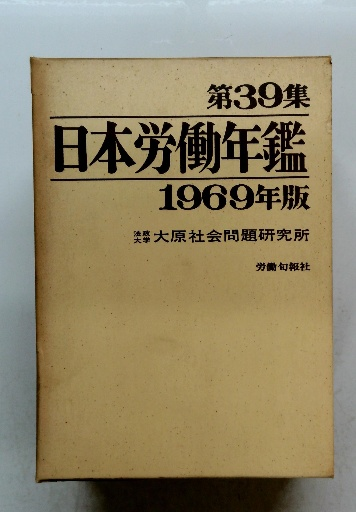 第39集
日本労働年鑑
1969年版
法政大学 大原社会問題研究所
労働旬報社